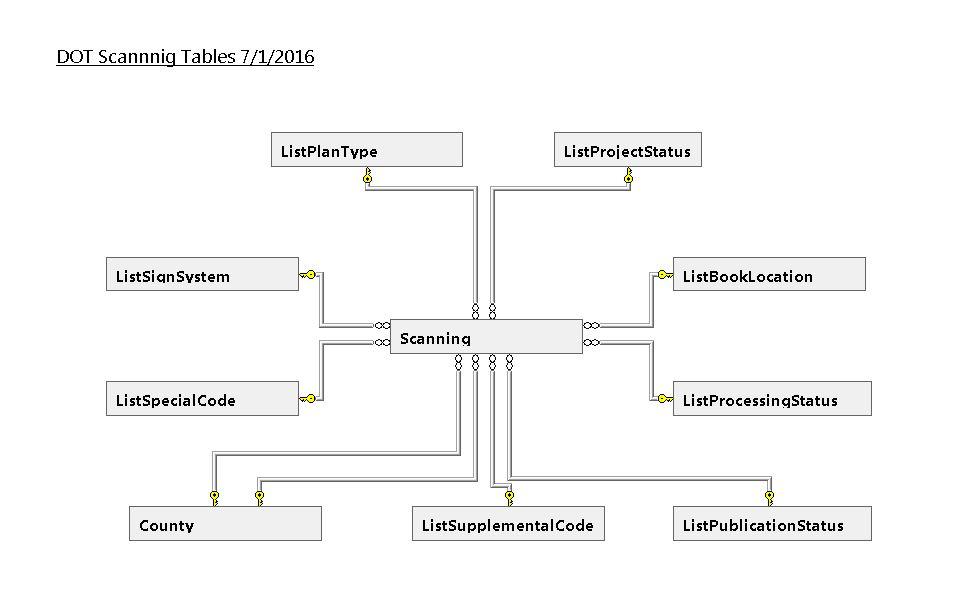 DOT Scannnig Tables 7/1/2016
ListPlanType
ListProjectStatus
ListSignSystem
ListBookLocation
Scanning
ListSpecialCode
ListProcessingStatus
County
ListSupplementalCode
ListPublicationStatus